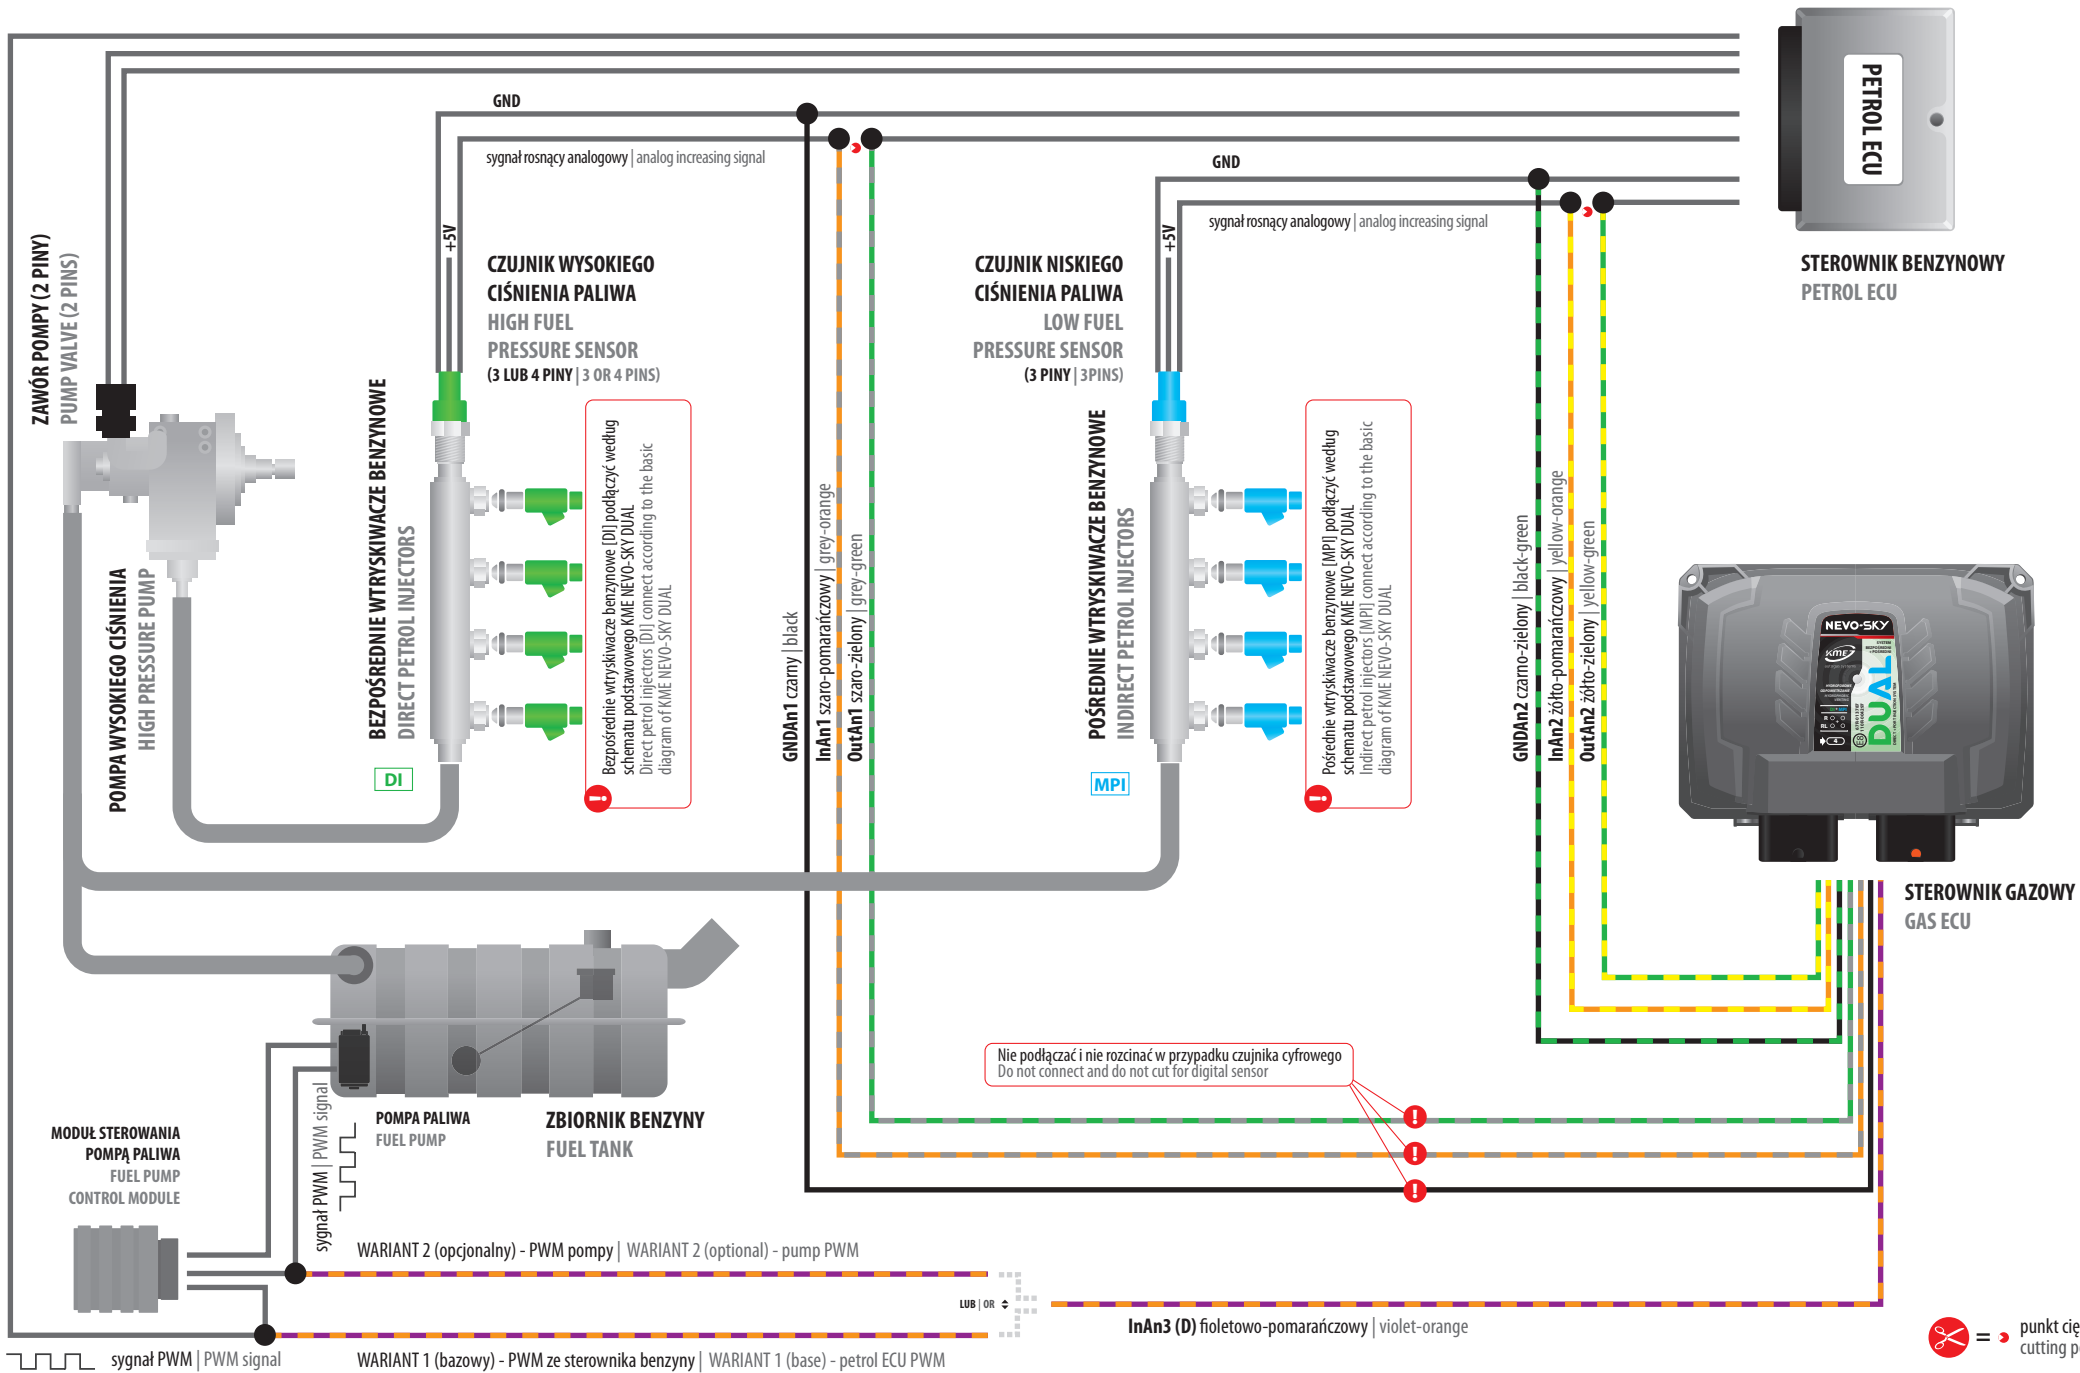 PETROL ECU
STEROWNIK BENZYNOWY
PETROL ECU
GND
sygnał rosnący analogowy | analog increasing signal
+5V
GND
sygnał rosnący analogowy | analog increasing signal
+5V
ZAWÓR POMPY (2 PINY)
PUMP VALVE (2 PINS)
CZUJNIK WYSOKIEGO
CIŚNIENIA PALIWA
HIGH FUEL
PRESSURE SENSOR
(3 LUB 4 PINY | 3 OR 4 PINS)
CZUJNIK NISKIEGO
CIŚNIENIA PALIWA
LOW FUEL
PRESSURE SENSOR
(3 PINY | 3PINS)
POMPA WYSOKIEGO CIŚNIENIA
HIGH PRESSURE PUMP
BEZPOŚREDNIE WTRYSKIWACZE BENZYNOWE
DIRECT PETROL INJECTORS
DI
Bezpośrednie wtryskiwacze benzynowe [DI] podłączyć według
schematu podstawowego KME NEVO-SKY DUAL
Direct petrol injectors [DI] connect according to the basic
diagram of KME NEVO-SKY DUAL
GNDAn1 czarny | black
InAn1 szaro-pomarańczowy | grey-orange
OutAn1 szaro-zielony | grey-green
POŚREDNIE WTRYSKIWACZE BENZYNOWE
INDIRECT PETROL INJECTORS
MPI
Pośrednie wtryskiwacze benzynowe [MPI] podłączyć według
schematu podstawowego KME NEVO-SKY DUAL
Indirect petrol injectors [MPI] connect according to the basic
diagram of KME NEVO-SKY DUAL
GNDAn2 czarno-zielony | black-green
InAn2 żółto-pomarańczowy | yellow-orange
OutAn2 żółto-zielony | yellow-green
NEVO-SKY
KME
DUAL
STEROWNIK GAZOWY
GAS ECU
Nie podłączać i nie rozcinać w przypadku czujnika cyfrowego
Do not connect and do not cut for digital sensor
POMPA PALIWA
FUEL PUMP
ZBIORNIK BENZYNY
FUEL TANK
MODUŁ STEROWANIA
POMPĄ PALIWA
FUEL PUMP
CONTROL MODULE
sygnał PWM | PWM signal
WARIANT 2 (opcjonalny) - PWM pompy | WARIANT 2 (optional) - pump PWM
LUB | OR
InAn3 (D) fioletowo-pomarańczowy | violet-orange
sygnał PWM | PWM signal
WARIANT 1 (bazowy) - PWM ze sterownika benzyny | WARIANT 1 (base) - petrol ECU PWM
= punkt cię
cutting p